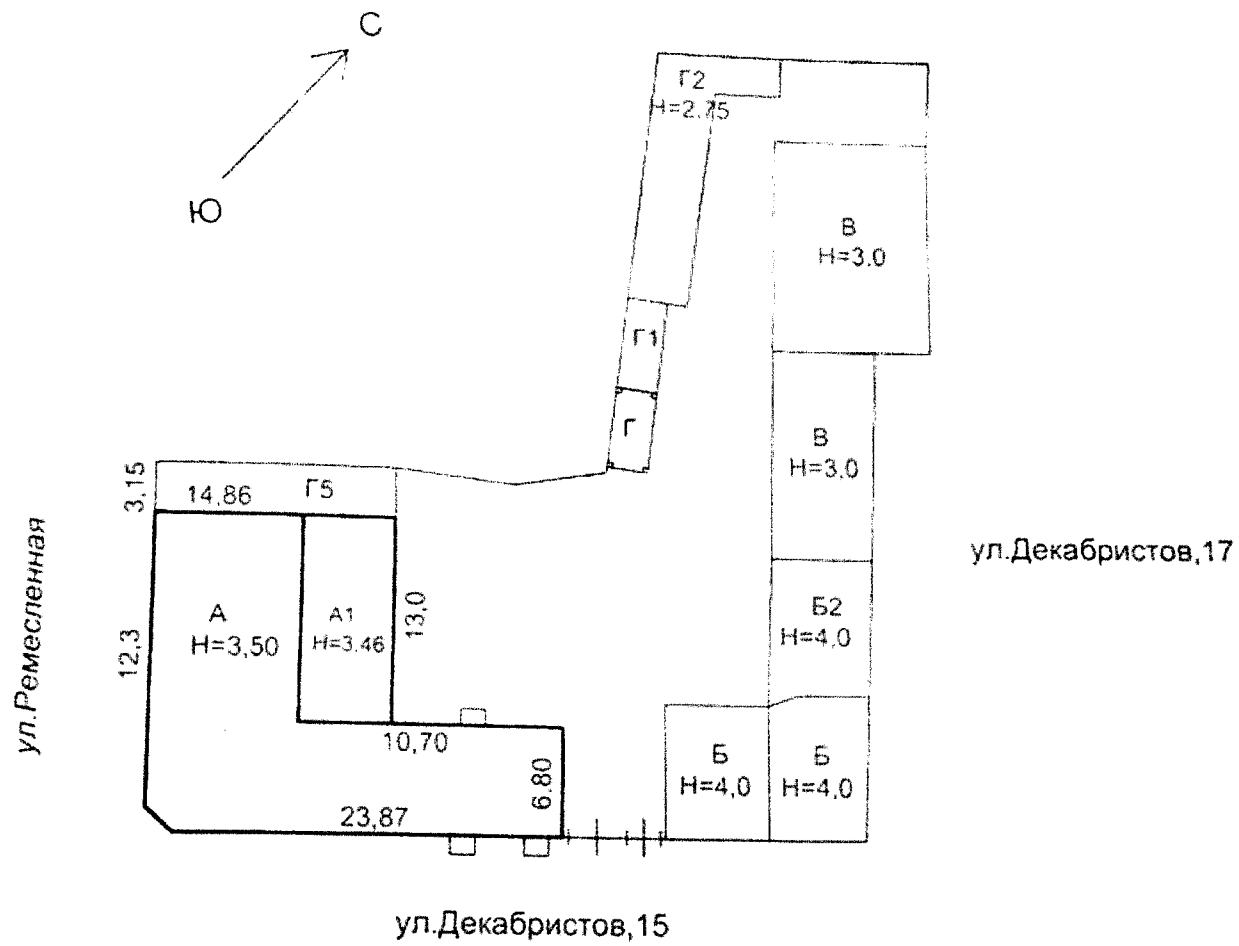 С
Ю
Г2
Н=2.75
В
Н=3,0
Г1
Г
В
Н=3,0
3,15
14,86
Г5
ул.Ремесленная
ул.Декабристов,17
12,3
А
Н=3,50
А1
Н=3.46
13,0
Б2
Н=4,0
10,70
6.80
Б
Н=4,0
Б
Н=4,0
23,87
ул.Декабристов,15